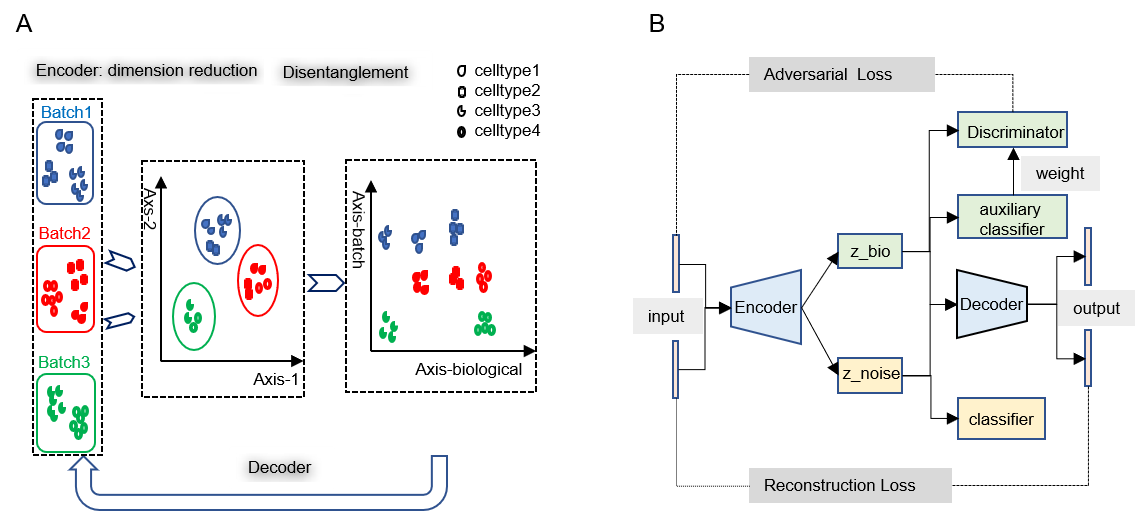 A
Encoder: dimension reduction
Disentanglement
celltype1
celltype2
celltype3
celltype4
Batch1
Batch2
Batch3
Axs-2
Axis-1
Axis-batch
Axis-biological
Decoder
B
Adversarial Loss
Discriminator
weight
auxiliary
classifier
z_bio
input
Encoder
Decoder
output
z_noise
classifier
Reconstruction Loss